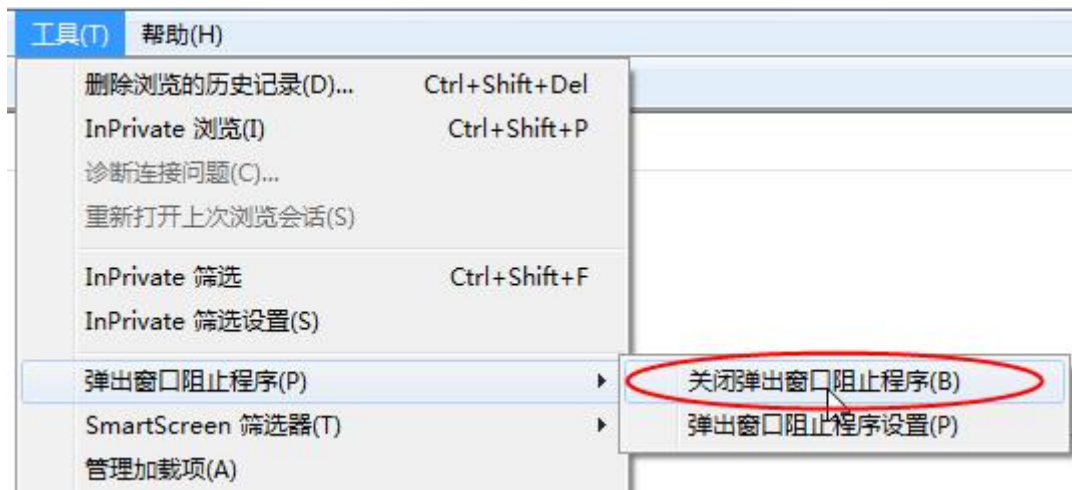 工具(T) 帮助(H)
删除浏览的历史记录(D)... Ctrl+Shift+Del
InPrivate 浏览(I) Ctrl+Shift+P
诊断连接问题(C)...
重新打开上次浏览会话(S)
InPrivate 筛选 Ctrl+Shift+F
InPrivate 筛选设置(S)
弹出窗口阻止程序(P) 关闭弹出窗口阻止程序(B)
SmartScreen 筛选器(T) 弹出窗口阻止程序设置(P)
管理加载项(A)